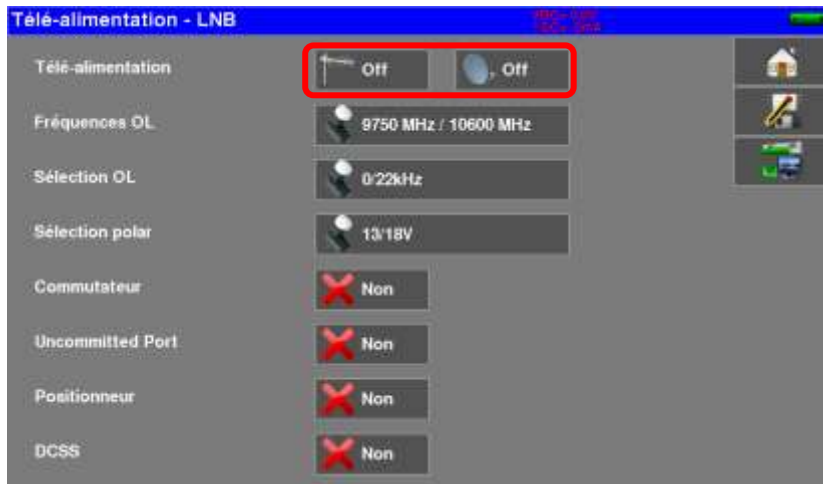 Télé-alimentation - LNB
Télé-alimentation
Off
Off
Fréquences OL
9750 MHz / 10600 MHz
Sélection OL
0/22kHz
Sélection polar
13/18V
Commutateur
Non
Uncommitted Port
Non
Positionneur
Non
DCSS
Non